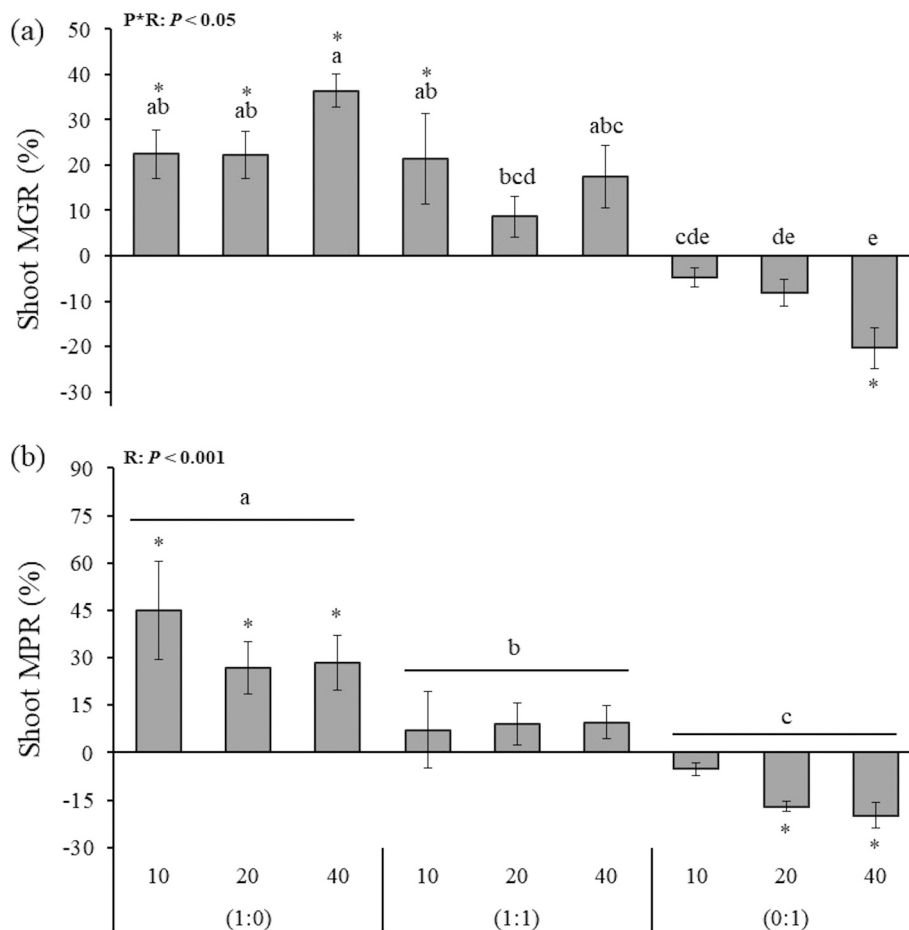 (a)
P*R: P < 0.05
Shoot MGR (%)
50
40
30
20
10
0
-10
-20
-30
*
ab
*
ab
*
a
*
ab
bcd
abc
cde
de
e
*
(b)
R: P < 0.001
Shoot MPR (%)
90
75
60
45
30
15
0
-15
-30
a
*
*
*
b
c
*
*
10 20 40 10 20 40 10 20 40
(1:0) (1:1) (0:1)